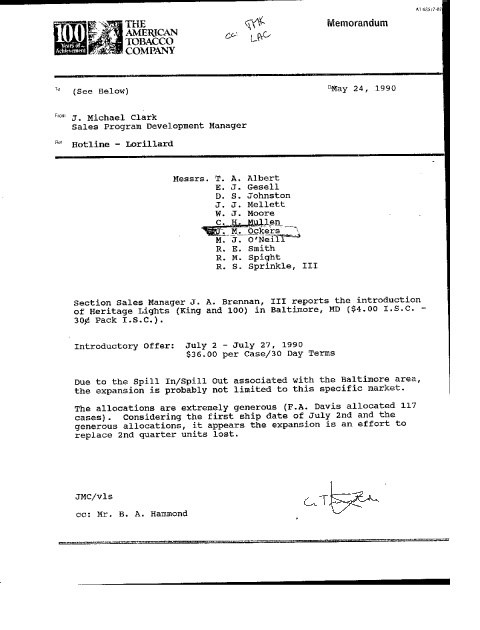 100
Years of
Achievement
THE
AMERICAN
TOBACCO
COMPANY
cc: PMK
LAC
Memorandum
To (See Below)
May 24, 1990
From J. Michael Clark
Sales Program Development Manager
Re: Hotline - Lorillard
Messrs. T. A. Albert
E. J. Gesell
D. S. Johnston
J. J. Mellett
W. J. Moore
C. H. Mullen
J. M. Ockers
M. J. O'Neill
R. E. Smith
R. M. Spight
R. S. Sprinkle, III
Section Sales Manager J. A. Brennan, III reports the introduction
of Heritage Lights (King and 100) in Baltimore, MD ($4.00 I.S.C. -
30¢ Pack I.S.C.).
Introductory Offer: July 2 - July 27, 1990
$36.00 per Case/30 Day Terms
Due to the Spill In/Spill Out associated with the Baltimore area,
the expansion is probably not limited to this specific market.
The allocations are extremely generous (F.A. Davis allocated 117
cases). Considering the first ship date of July 2nd and the
generous allocations, it appears the expansion is an effort to
replace 2nd quarter units lost.
JMC/vls
cc: Mr. B. A. Hammond